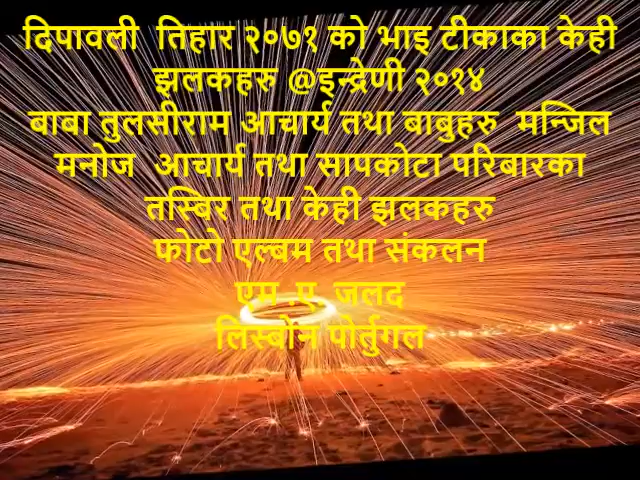 दिपावली तिहार २०७१ को भाइ टीकाका केही
झलकहरु @इन्द्रेणी २०१४
बावा तुलसीराम आचार्य तथा बाबुहरु मन्जिल
मनोज आचार्य तथा सापकोटा परिबारका
तस्बिर तथा केही झलकहरु
फोटो एल्बम तथा संकलन
एम .ए. जलद
लिस्बोन पोर्तुगल